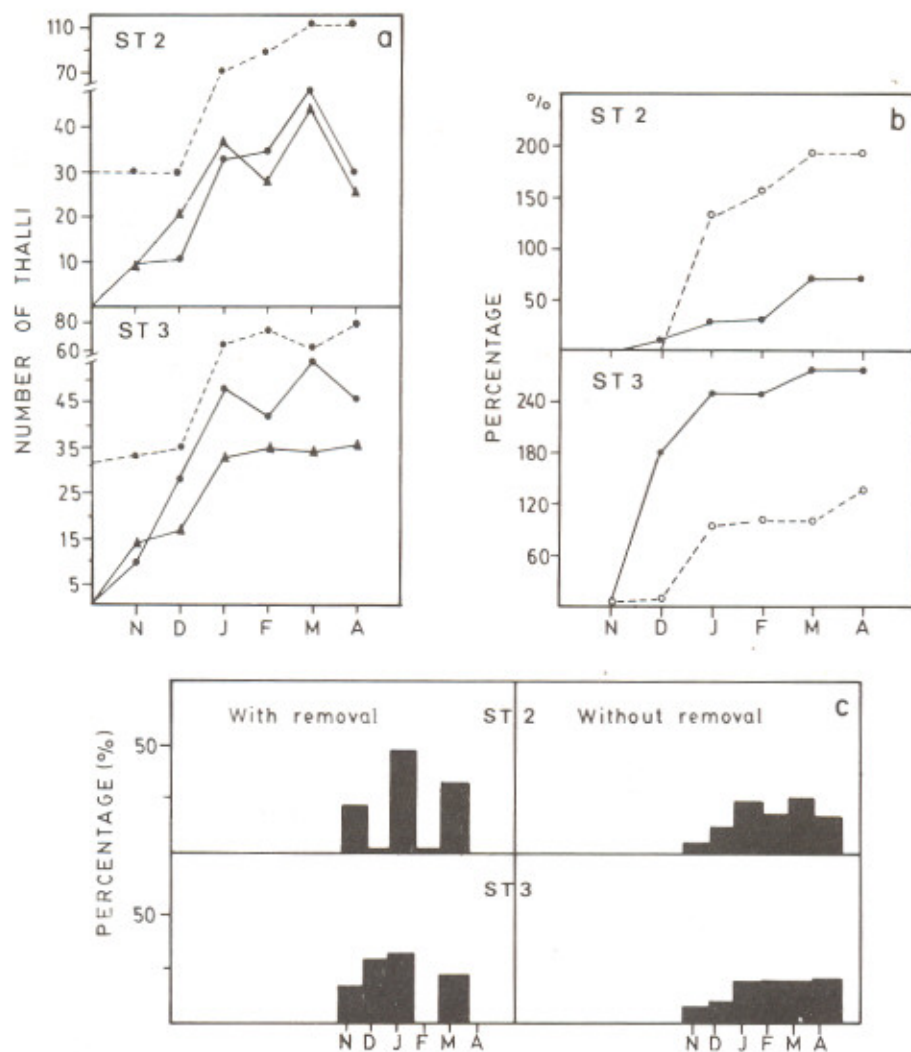 ST 2
a
110
70
40
30
20
10
NUMBER OF THALLI
ST 3
80
60
45
35
25
15
5
N D J F M A
%
ST 2
b
200
150
100
50
PERCENTAGE
ST 3
240
180
120
60
N D J F M A
With removal
ST 2
Without removal
c
50
PERCENTAGE (%)
ST 3
50
N D J F M A
N D J F M A